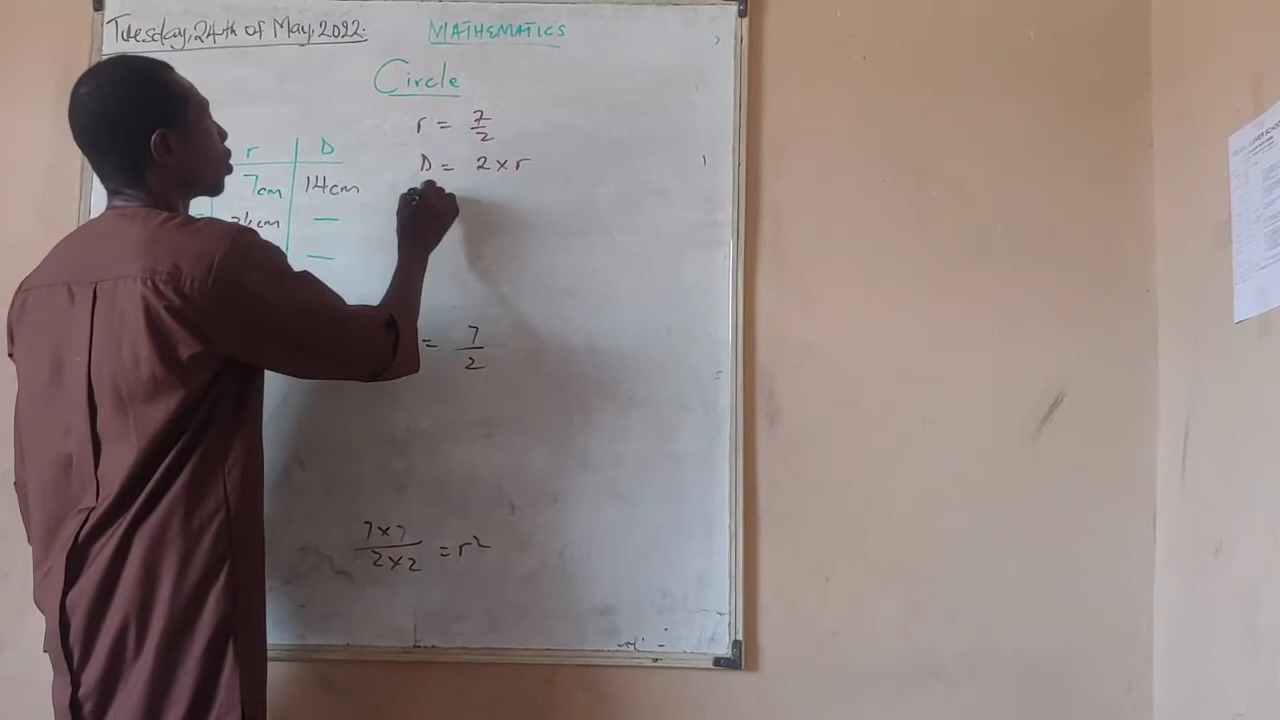 Tuesday, 24th of May, 2022.
MATHEMATICS
Circle
r = 7/2
D = 2 × r
r D
7cm 14cm
cm —
—
= 7/2
7×7/2×2 = r²